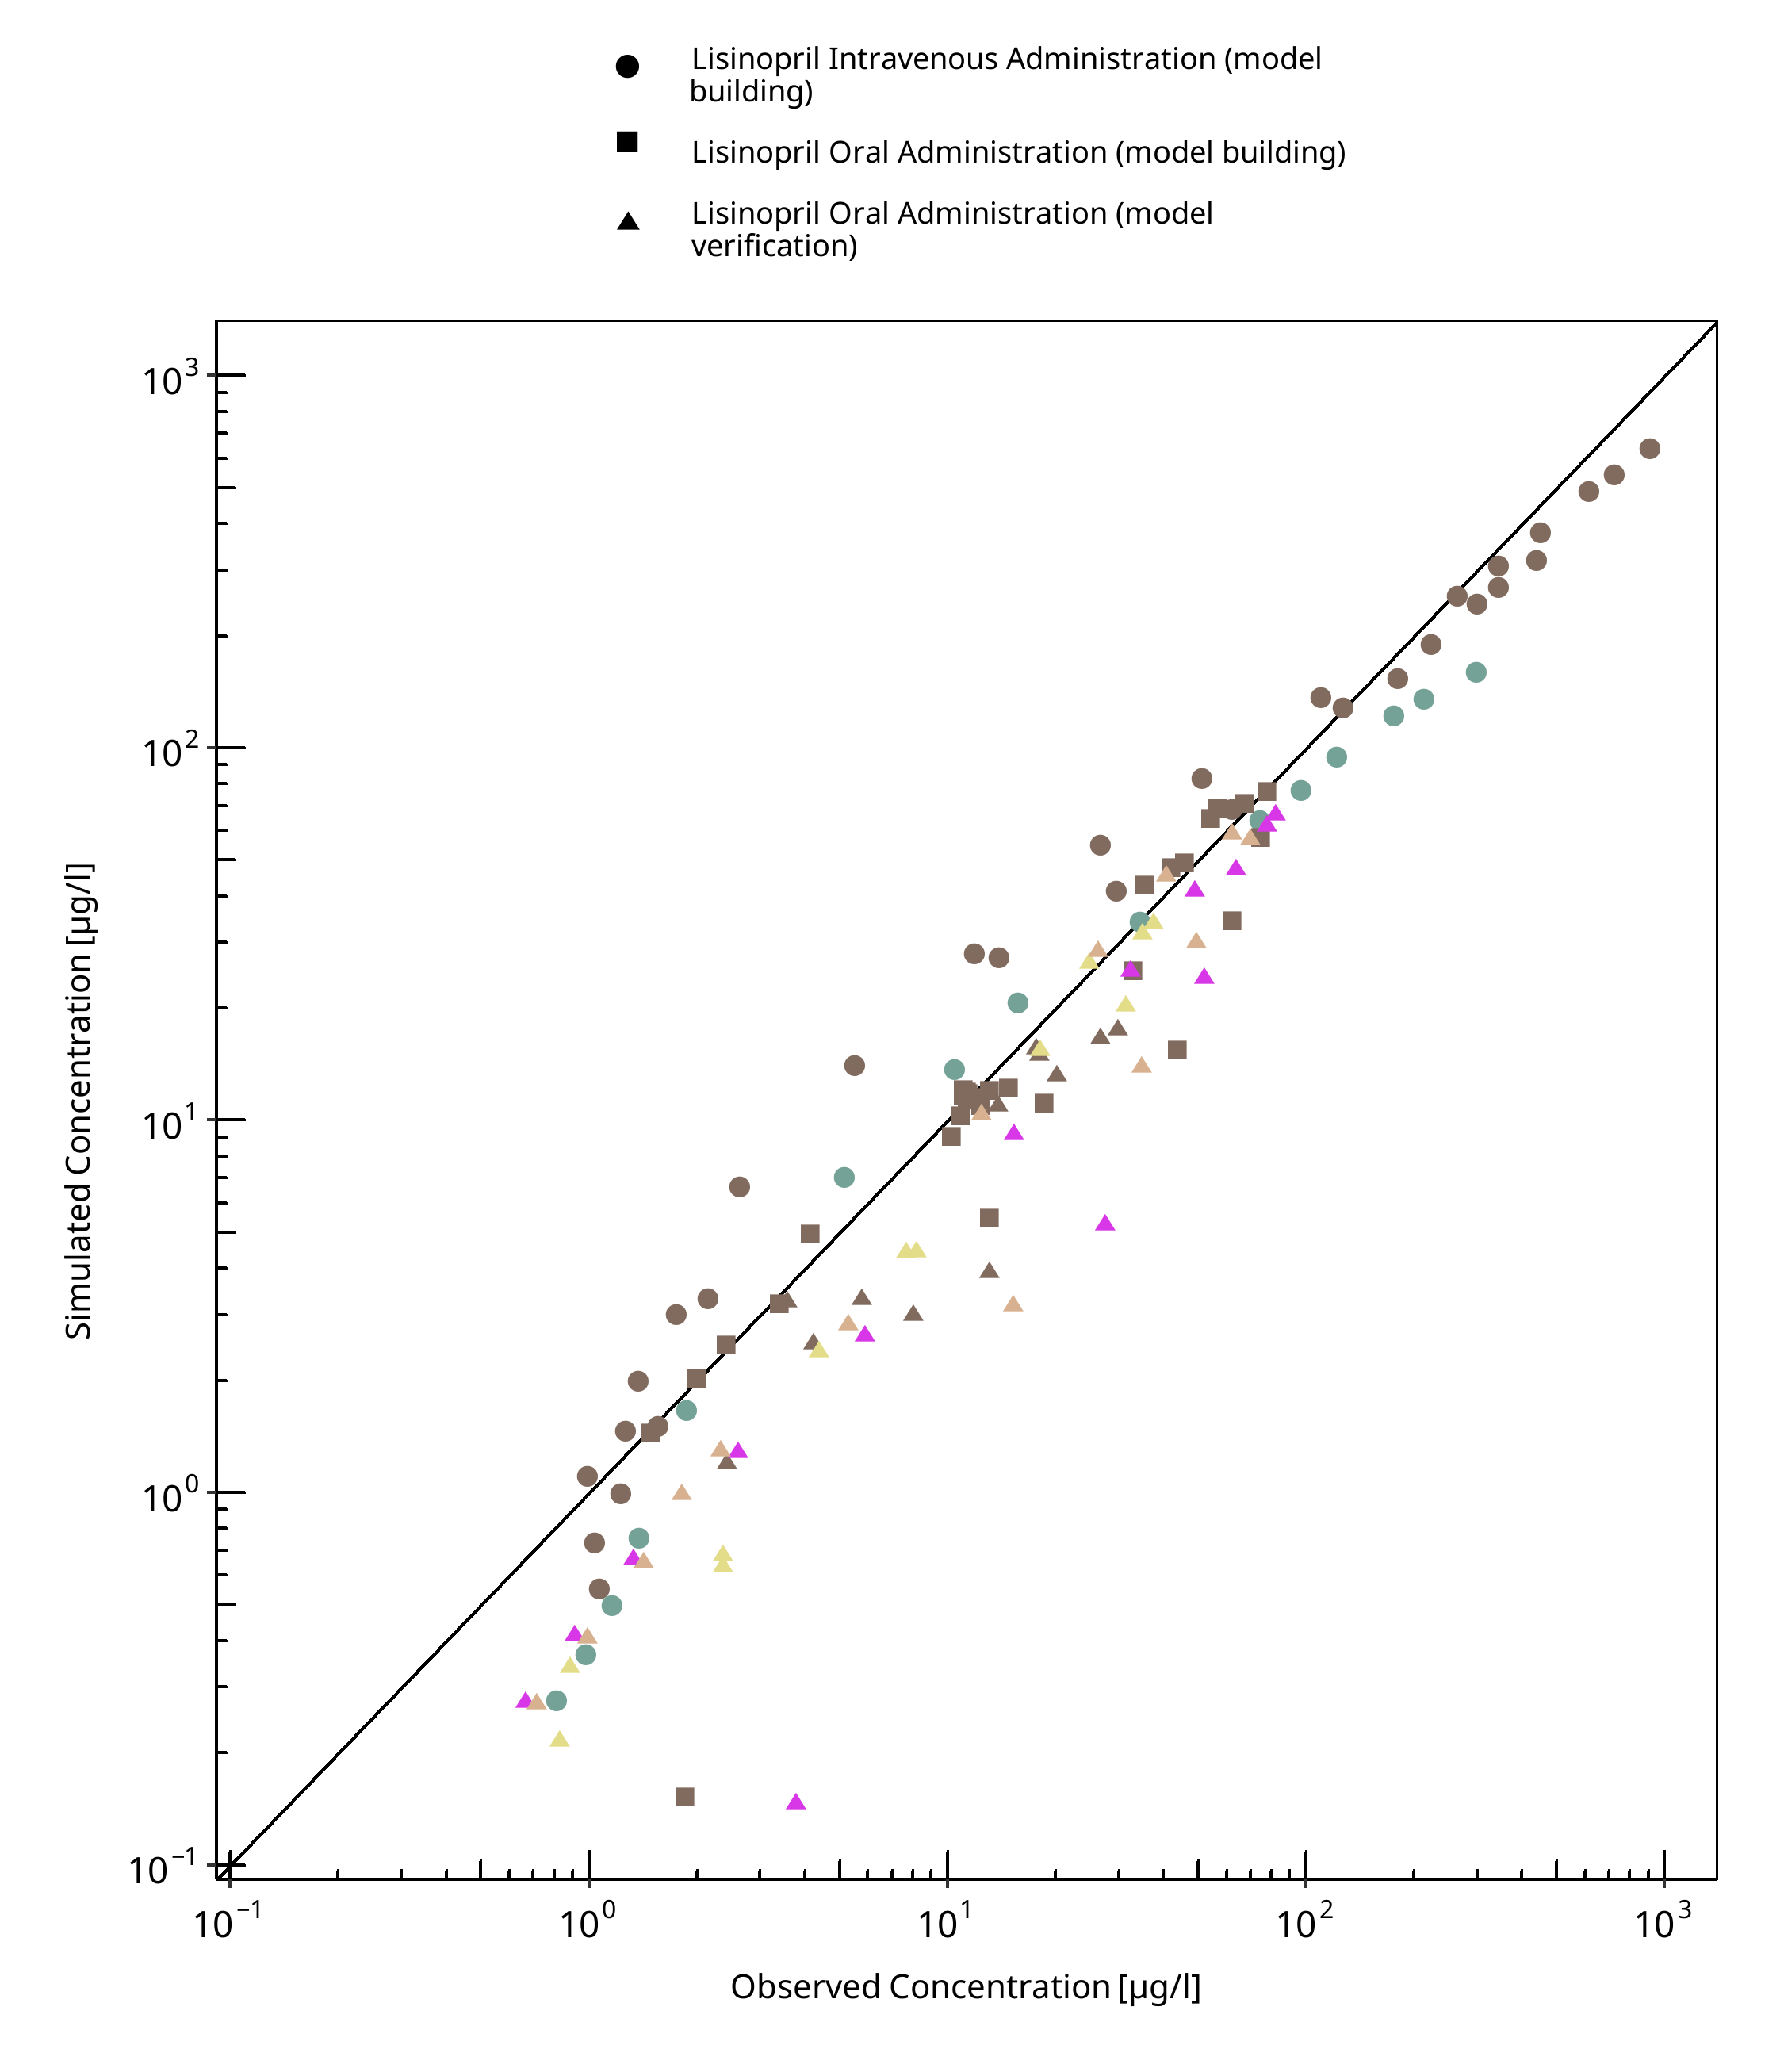 Lisinopril Intravenous Administration (model
building)
Lisinopril Oral Administration (model building)
Lisinopril Oral Administration (model
verification)
10³
10²
10¹
10⁰
10⁻¹
Simulated Concentration [µg/l]
10⁻¹ 10⁰ 10¹ 10² 10³
Observed Concentration [µg/l]